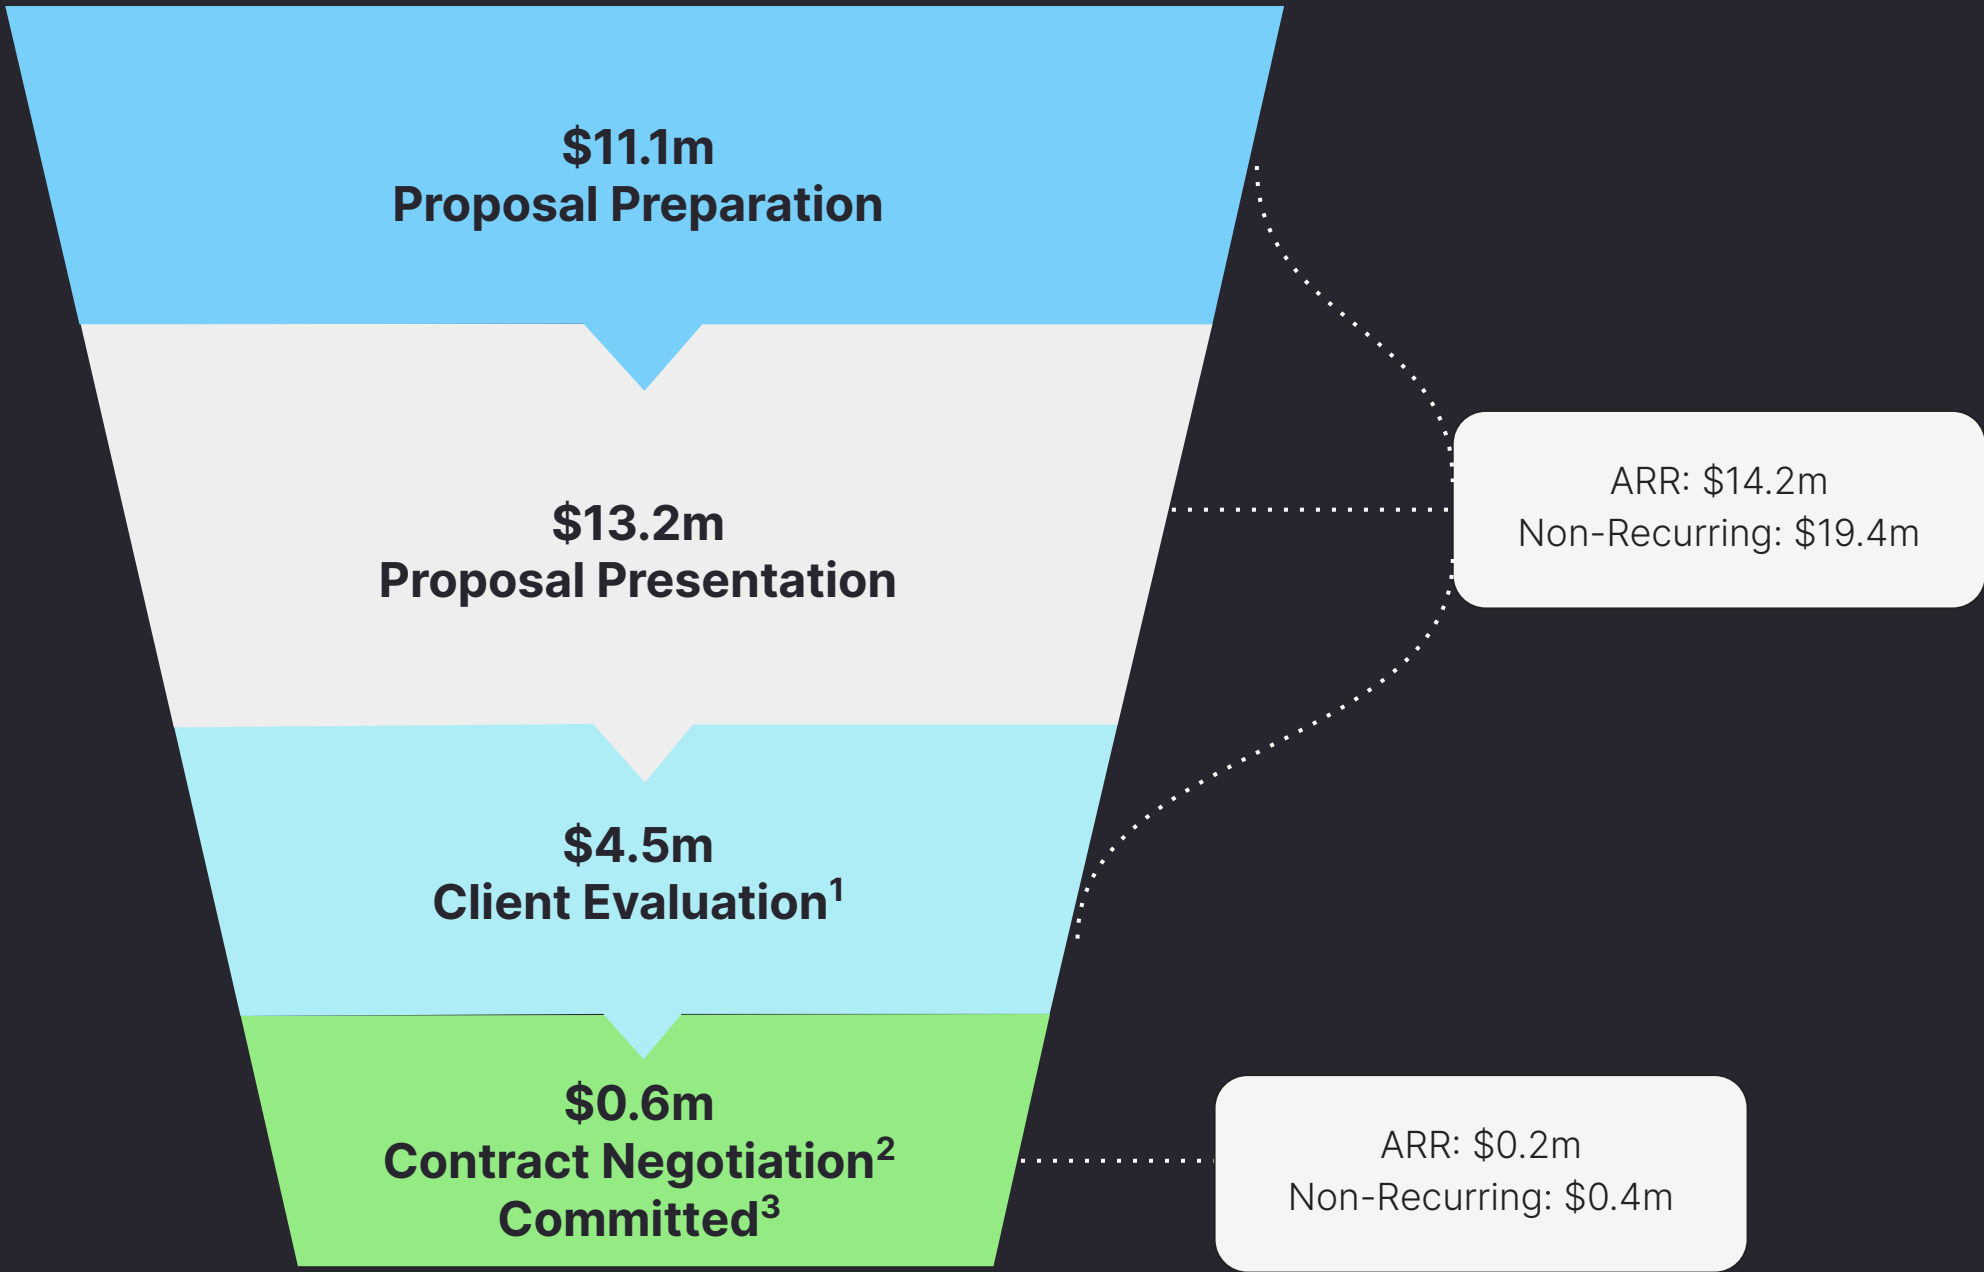 $11.1m
Proposal Preparation
$13.2m
Proposal Presentation
ARR: $14.2m
Non-Recurring: $19.4m
$4.5m
Client Evaluation¹
$0.6m
Contract Negotiation²
Committed³
ARR: $0.2m
Non-Recurring: $0.4m